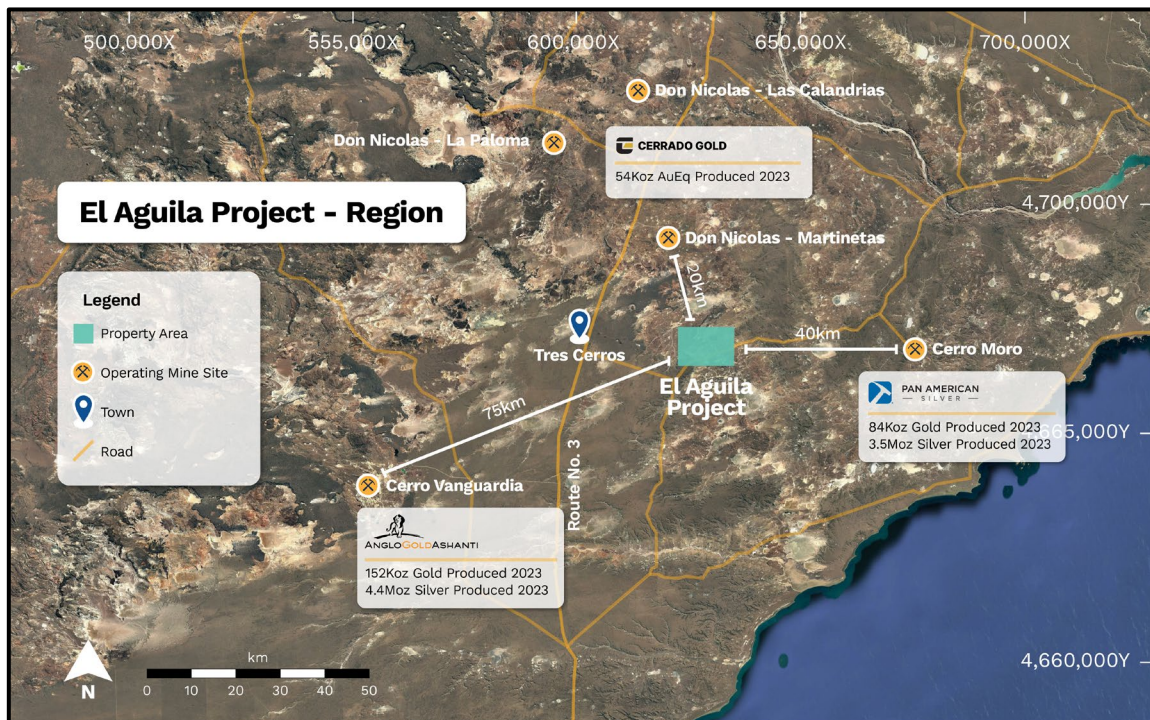 500,000X
555,000X
600,000X
650,000X
700,000X
Don Nicolas - Las Calandrias
Don Nicolas - La Paloma
CERRADO GOLD
54Koz AuEq Produced 2023
El Aguila Project - Region
4,700,000Y
Don Nicolas - Martinetas
20km
Legend
Property Area
Operating Mine Site
Town
Road
Tres Cerros
40km
Cerro Moro
El Aguila
Project
75km
PAN AMERICAN
— SILVER —
84Koz Gold Produced 2023
3.5Moz Silver Produced 2023
665,000Y
Route No. 3
Cerro Vanguardia
ANGLOGOLDASHANTI
152Koz Gold Produced 2023
4.4Moz Silver Produced 2023
4,660,000Y
km
0 10 20 30 40 50
N